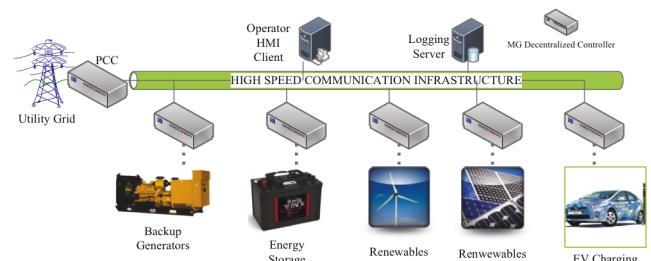 Operator
HMI
Client
Logging
Server
MG Decentralized Controller
PCC
HIGH SPEED COMMUNICATION INFRASTRUCTURE
Utility Grid
PACK
Backup
Generators
Energy
Storage
Renewables
Renwewables
EV Charging